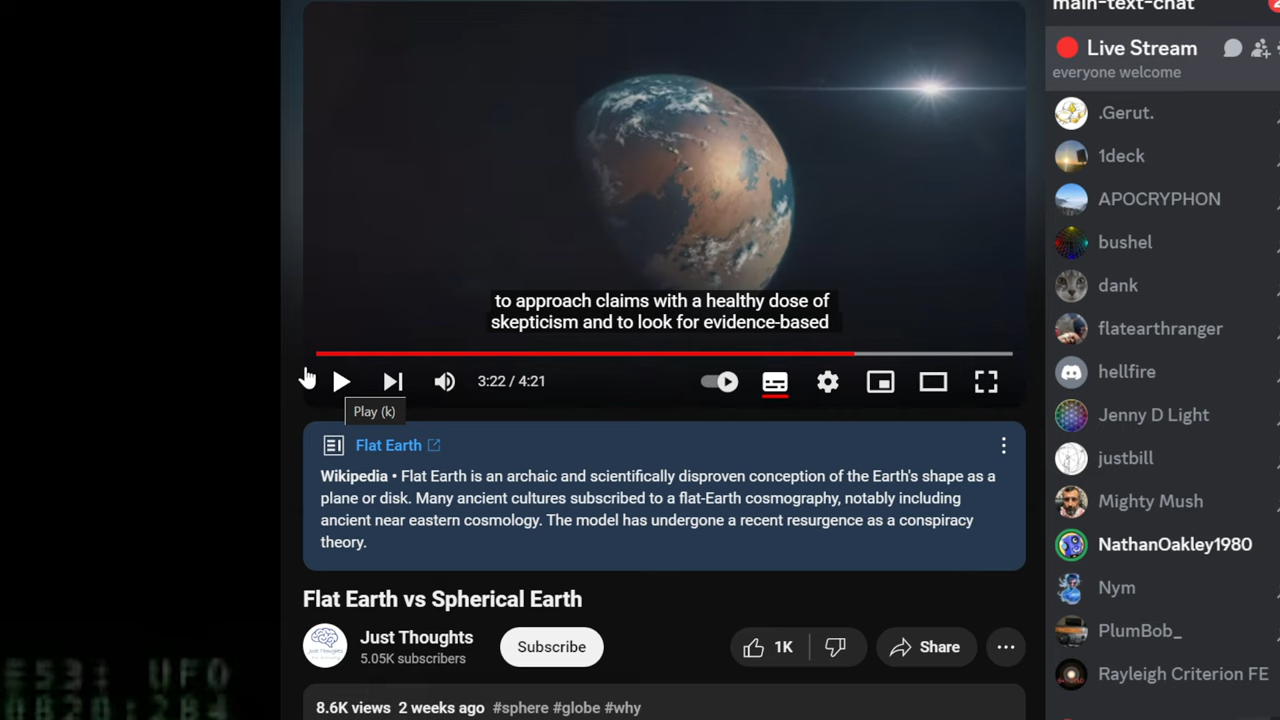 main-text-chat
Live Stream
everyone welcome
.Gerut.
1deck
APOCRYPHON
bushel
dank
flatearthranger
hellfire
Jenny D Light
justbill
Mighty Mush
NathanOakley1980
Nym
PlumBob_
Rayleigh Criterion FE
to approach claims with a healthy dose of
skepticism and to look for evidence-based
3:22 / 4:21
Play (k)
Flat Earth
Wikipedia • Flat Earth is an archaic and scientifically disproven conception of the Earth's shape as a
plane or disk. Many ancient cultures subscribed to a flat-Earth cosmography, notably including
ancient near eastern cosmology. The model has undergone a recent resurgence as a conspiracy
theory.
Flat Earth vs Spherical Earth
Just Thoughts
5.05K subscribers
Subscribe
1K
Share
8.6K views 2 weeks ago #sphere #globe #why